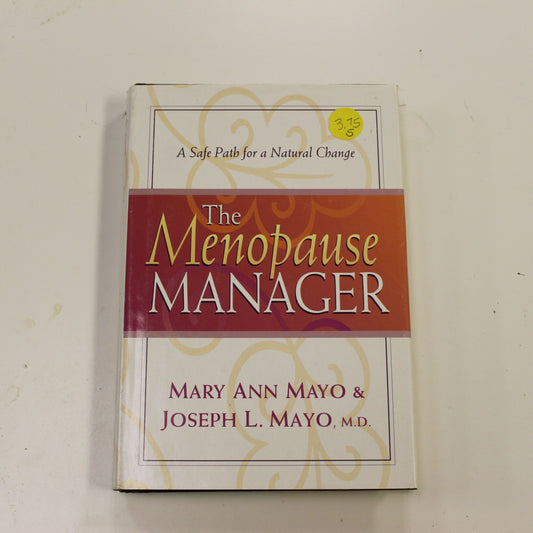 3.75
S
A Safe Path for a Natural Change
The
Menopause
MANAGER
MARY ANN MAYO &
JOSEPH L. MAYO, M.D.